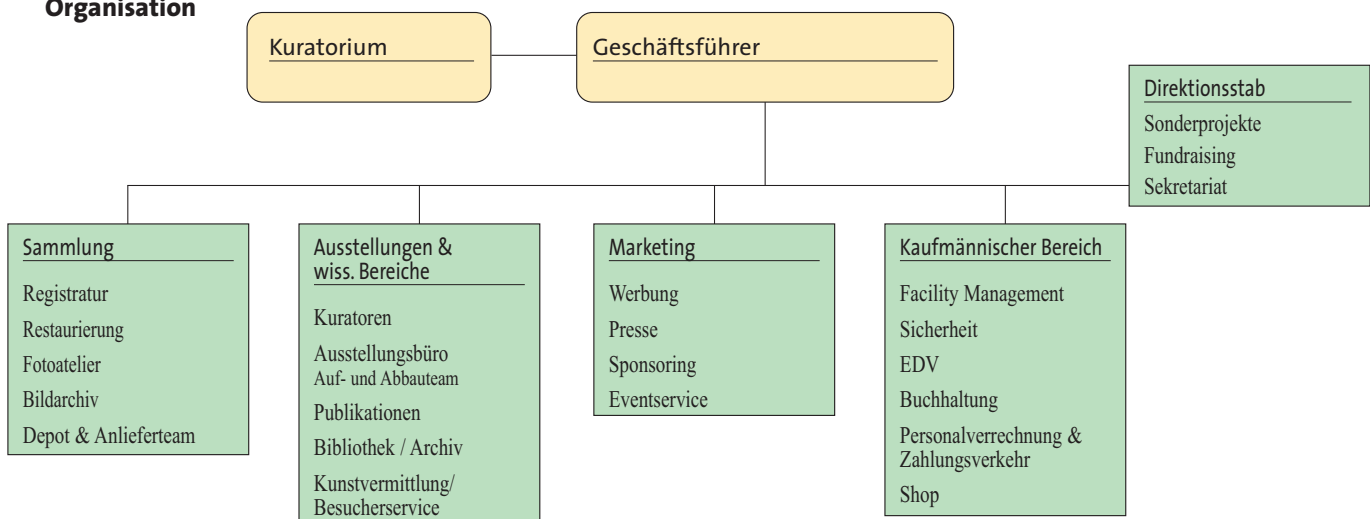 Organisation
Kuratorium
Geschäftsführer
Direktionsstab
Sonderprojekte
Fundraising
Sekretariat
Sammlung
Registratur
Restaurierung
Fotoatelier
Bildarchiv
Depot & Anlieferteam
Ausstellungen &
wiss. Bereiche
Kuratoren
Ausstellungsbüro
Auf- und Abbauteam
Publikationen
Bibliothek / Archiv
Kunstvermittlung/
Besucherservice
Marketing
Werbung
Presse
Sponsoring
Eventservice
Kaufmännischer Bereich
Facility Management
Sicherheit
EDV
Buchhaltung
Personalverrechnung &
Zahlungsverkehr
Shop